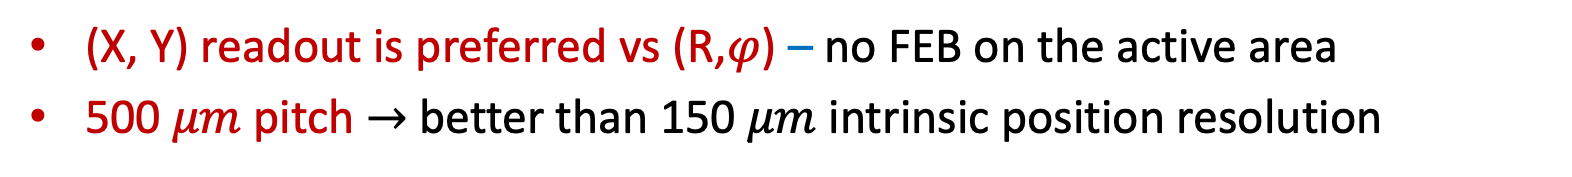 • (X, Y) readout is preferred vs (R,φ) – no FEB on the active area
• 500 μm pitch → better than 150 μm intrinsic position resolution